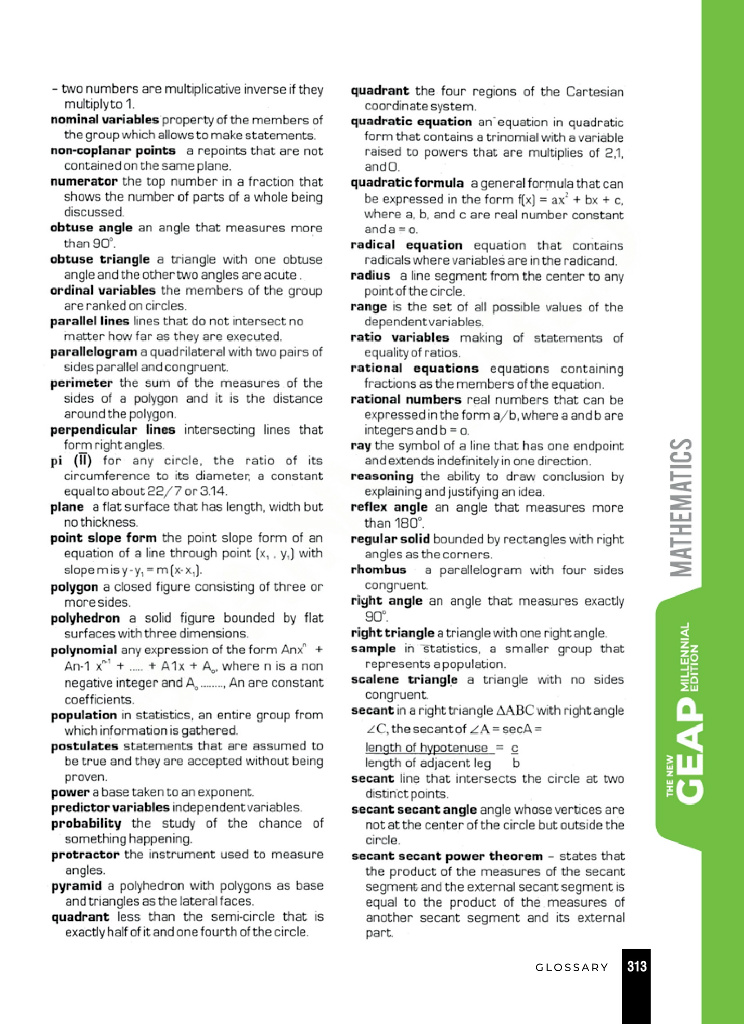 – two numbers are multiplicative inverse if they
multiply to 1.
nominal variables property of the members of
the group which allows to make statements.
non-coplanar points a repoints that are not
contained on the same plane.
numerator the top number in a fraction that
shows the number of parts of a whole being
discussed.
obtuse angle an angle that measures more
than 90°.
obtuse triangle a triangle with one obtuse
angle and the other two angles are acute .
ordinal variables the members of the group
are ranked on circles.
parallel lines lines that do not intersect no
matter how far as they are executed.
parallelogram a quadrilateral with two pairs of
sides parallel and congruent.
perimeter the sum of the measures of the
sides of a polygon and it is the distance
around the polygon.
perpendicular lines intersecting lines that
form right angles.
pi (II) for any circle, the ratio of its
circumference to its diameter, a constant
equal to about 22/7 or 3.14.
plane a flat surface that has length, width but
no thickness.
point slope form the point slope form of an
equation of a line through point (x₁ , y₁) with
slope m is y - y₁ = m (x- x₁).
polygon a closed figure consisting of three or
more sides.
polyhedron a solid figure bounded by flat
surfaces with three dimensions.
polynomial any expression of the form Anxⁿ +
An-1 xⁿ⁻¹ + ..... + A1x + A₀, where n is a non
negative integer and A₀ ........., An are constant
coefficients.
population in statistics, an entire group from
which information is gathered.
postulates statements that are assumed to
be true and they are accepted without being
proven.
power a base taken to an exponent.
predictor variables independent variables.
probability the study of the chance of
something happening.
protractor the instrument used to measure
angles.
pyramid a polyhedron with polygons as base
and triangles as the lateral faces.
quadrant less than the semi-circle that is
exactly half of it and one fourth of the circle.
quadrant the four regions of the Cartesian
coordinate system.
quadratic equation an equation in quadratic
form that contains a trinomial with a variable
raised to powers that are multiplies of 2,1,
and 0.
quadratic formula a general formula that can
be expressed in the form f(x) = ax² + bx + c,
where a, b, and c are real number constant
and a = o.
radical equation equation that contains
radicals where variables are in the radicand.
radius a line segment from the center to any
point of the circle.
range is the set of all possible values of the
dependent variables.
ratio variables making of statements of
equality of ratios.
rational equations equations containing
fractions as the members of the equation.
rational numbers real numbers that can be
expressed in the form a/b, where a and b are
integers and b = o.
ray the symbol of a line that has one endpoint
and extends indefinitely in one direction.
reasoning the ability to draw conclusion by
explaining and justifying an idea.
reflex angle an angle that measures more
than 180°.
regular solid bounded by rectangles with right
angles as the corners.
rhombus a parallelogram with four sides
congruent.
right angle an angle that measures exactly
90°.
right triangle a triangle with one right angle.
sample in statistics, a smaller group that
represents a population.
scalene triangle a triangle with no sides
congruent.
secant in a right triangle ΔABC with right angle
∠C, the secant of ∠A = secA =
length of hypotenuse = c
length of adjacent leg b
secant line that intersects the circle at two
distinct points.
secant secant angle angle whose vertices are
not at the center of the circle but outside the
circle.
secant secant power theorem – states that
the product of the measures of the secant
segment and the external secant segment is
equal to the product of the measures of
another secant segment and its external
part.
MATHEMATICS
THE NEW
GEAP MILLENNIAL
EDITION
GLOSSARY 313